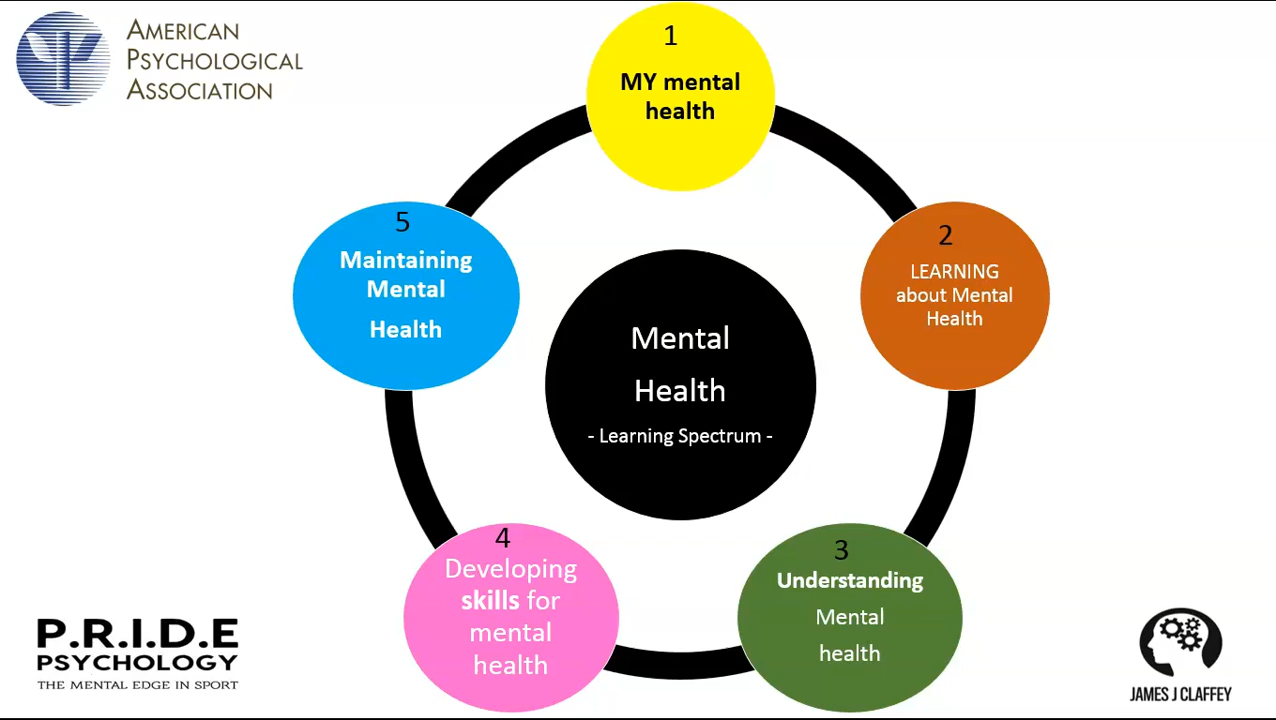 AMERICAN
PSYCHOLOGICAL
ASSOCIATION
1
MY mental
health
2
LEARNING
about Mental
Health
3
Understanding
Mental
health
4
Developing
skills for
mental
health
5
Maintaining
Mental
Health
Mental
Health
- Learning Spectrum -
P.R.I.D.E
PSYCHOLOGY
THE MENTAL EDGE IN SPORT
JAMES J CLAFFEY